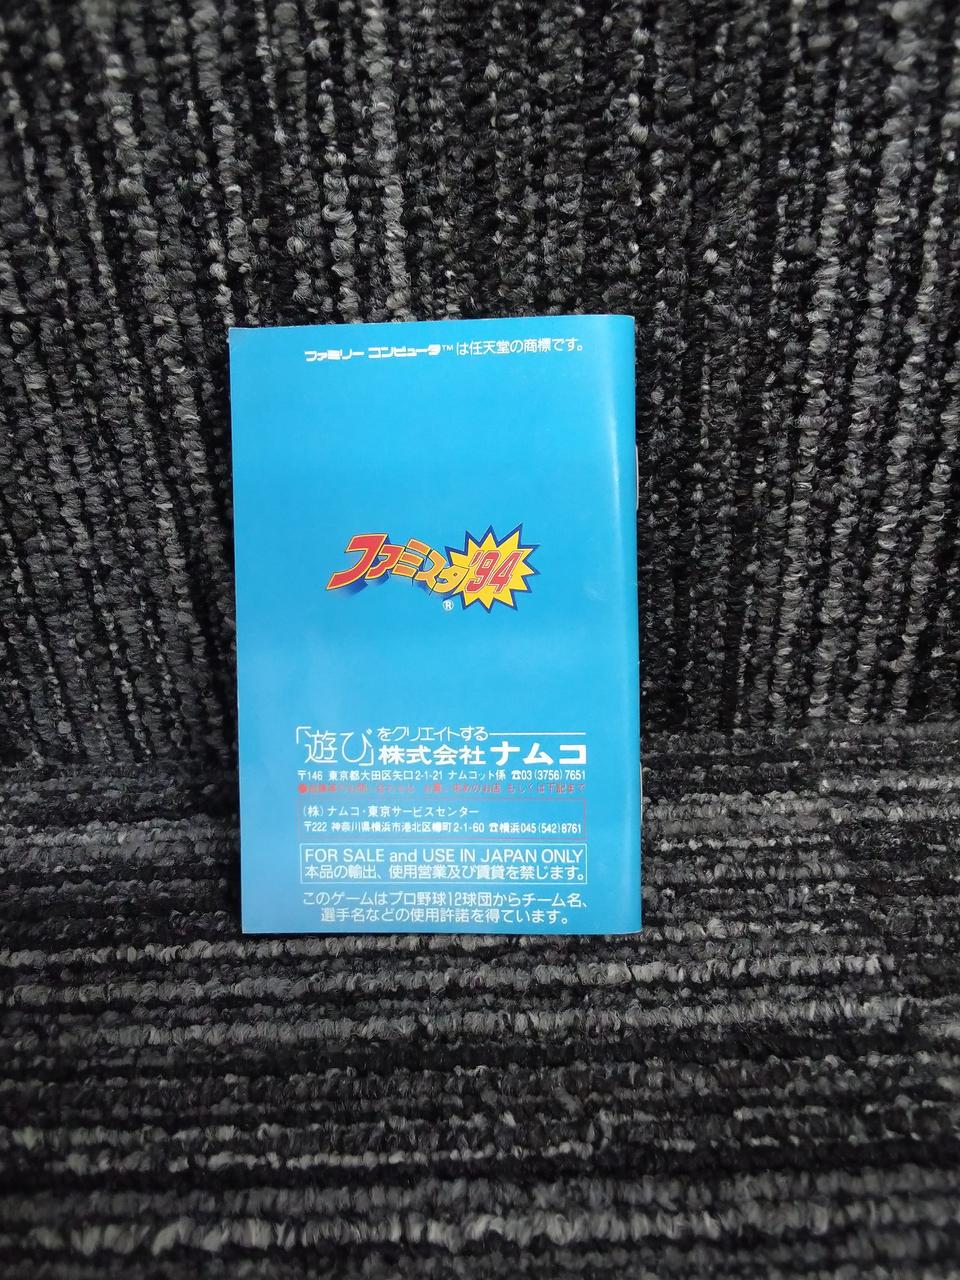 ファミリー コンピュータ™は任天堂の商標です。
ファミスタ'94
®
「遊び」をクリエイトする
株式会社ナムコ
〒146 東京都大田区矢口2-1-21 ナムコット係 ☎03(3756)7651
(株)ナムコ・東京サービスセンター
〒222 神奈川県横浜市港北区樽町2-1-60 ☎横浜045(542)8761
FOR SALE and USE IN JAPAN ONLY
本品の輸出、使用営業及び賃貸を禁じます。
このゲームはプロ野球12球団からチーム名、
選手名などの使用許諾を得ています。